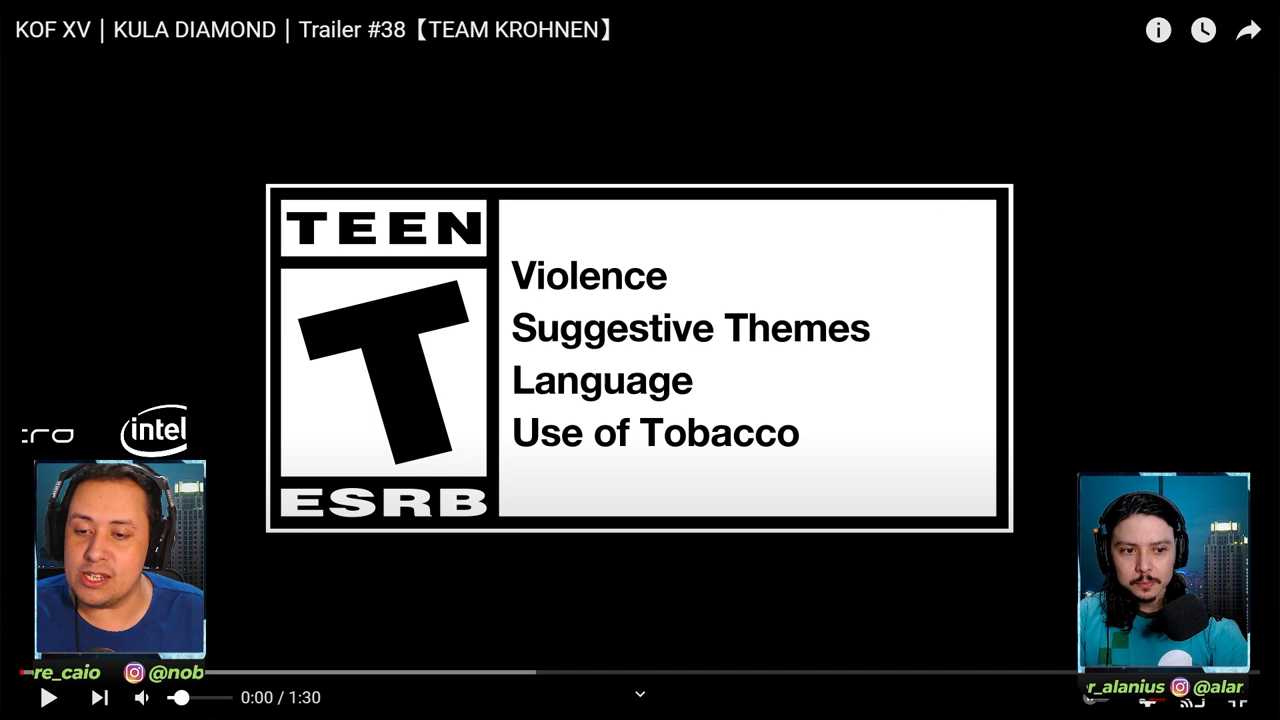 KOF XV | KULA DIAMOND | Trailer #38【TEAM KROHNEN】
TEEN
T
ESRB
Violence
Suggestive Themes
Language
Use of Tobacco
intel
re_caio @nob
r_alanius @alar
0:00 / 1:30